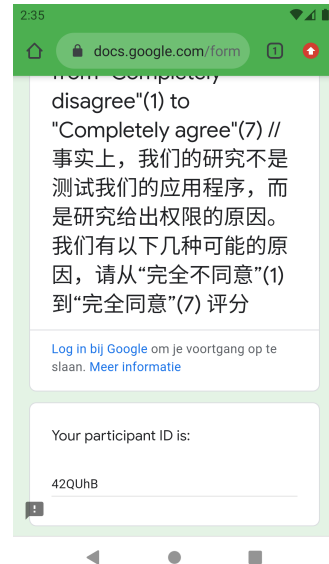 2:35
docs.google.com/form
1
from "Completely
disagree"(1) to
"Completely agree"(7) //
事实上，我们的研究不是
测试我们的应用程序，而
是研究给出权限的原因。
我们有以下几种可能的原
因，请从“完全不同意”(1)
到“完全同意”(7) 评分
Log in bij Google om je voortgang op te
slaan. Meer informatie
Your participant ID is:
42QUhB